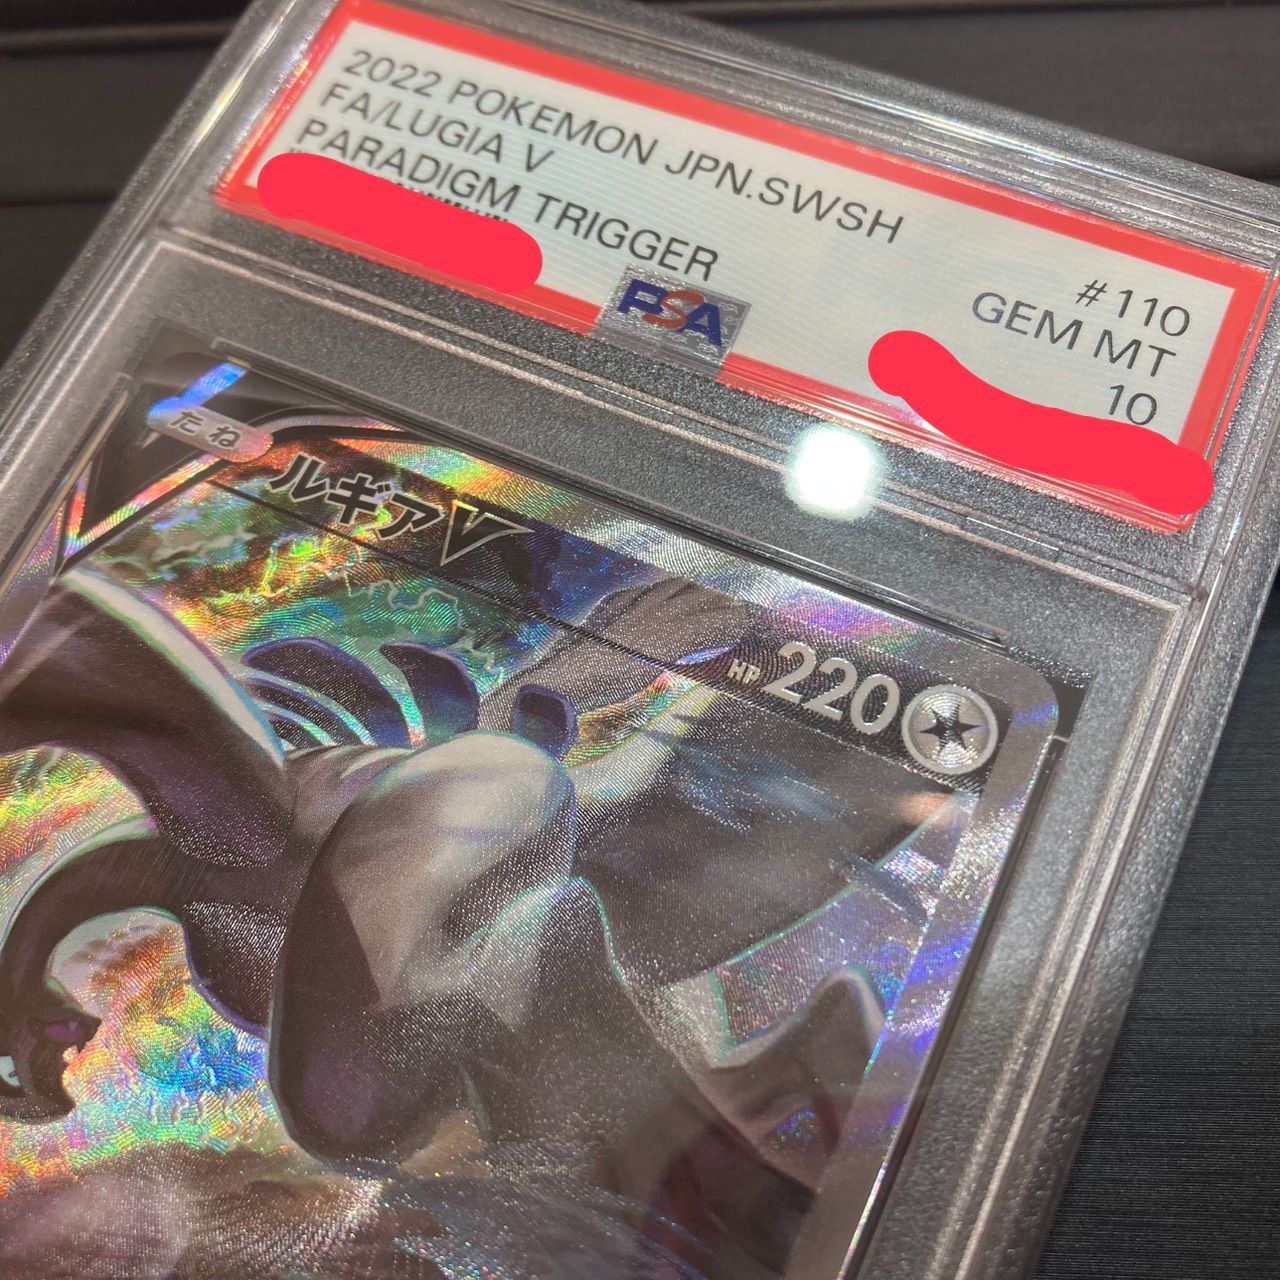 2022 POKEMON JPN.SWSH
FA/LUGIA V
PARADIGM TRIGGER
#110
GEM MT
10
PSA
たね
ルギアV
HP 220